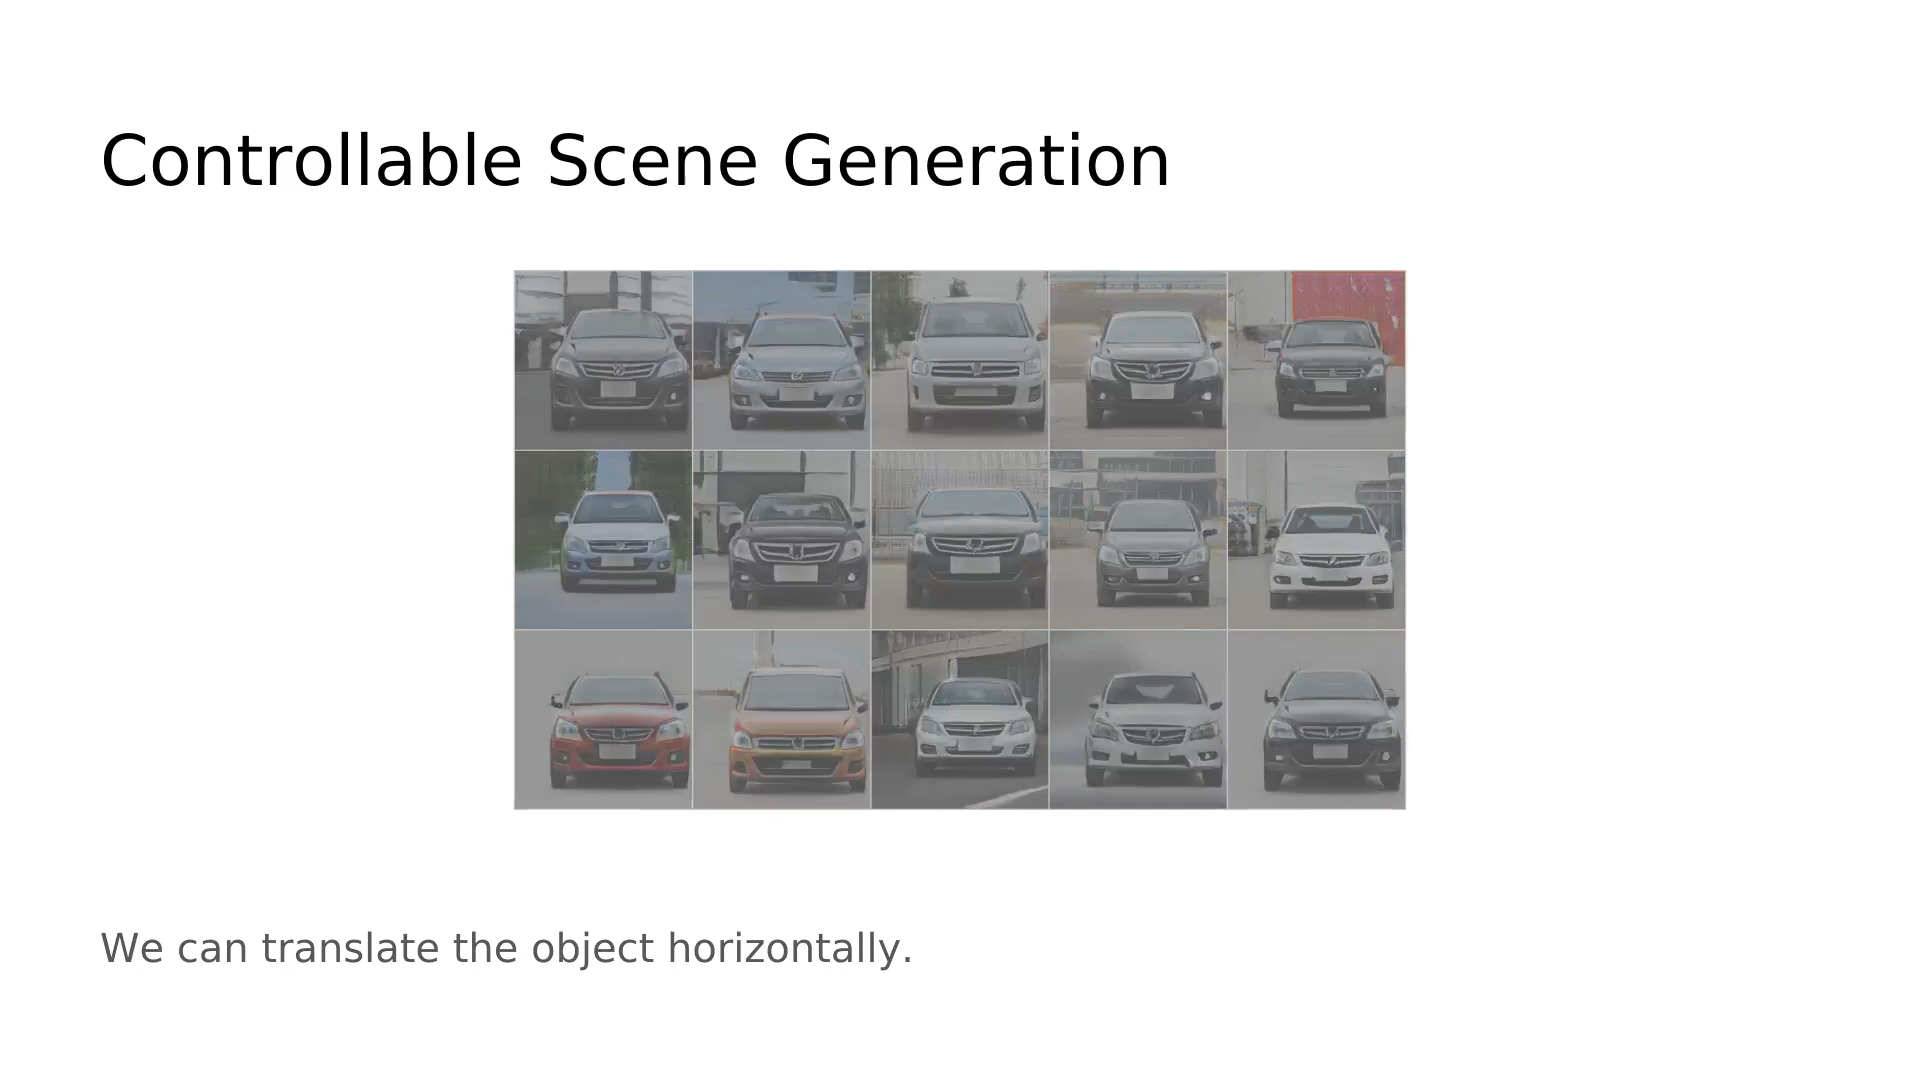 Controllable Scene Generation
We can translate the object horizontally.